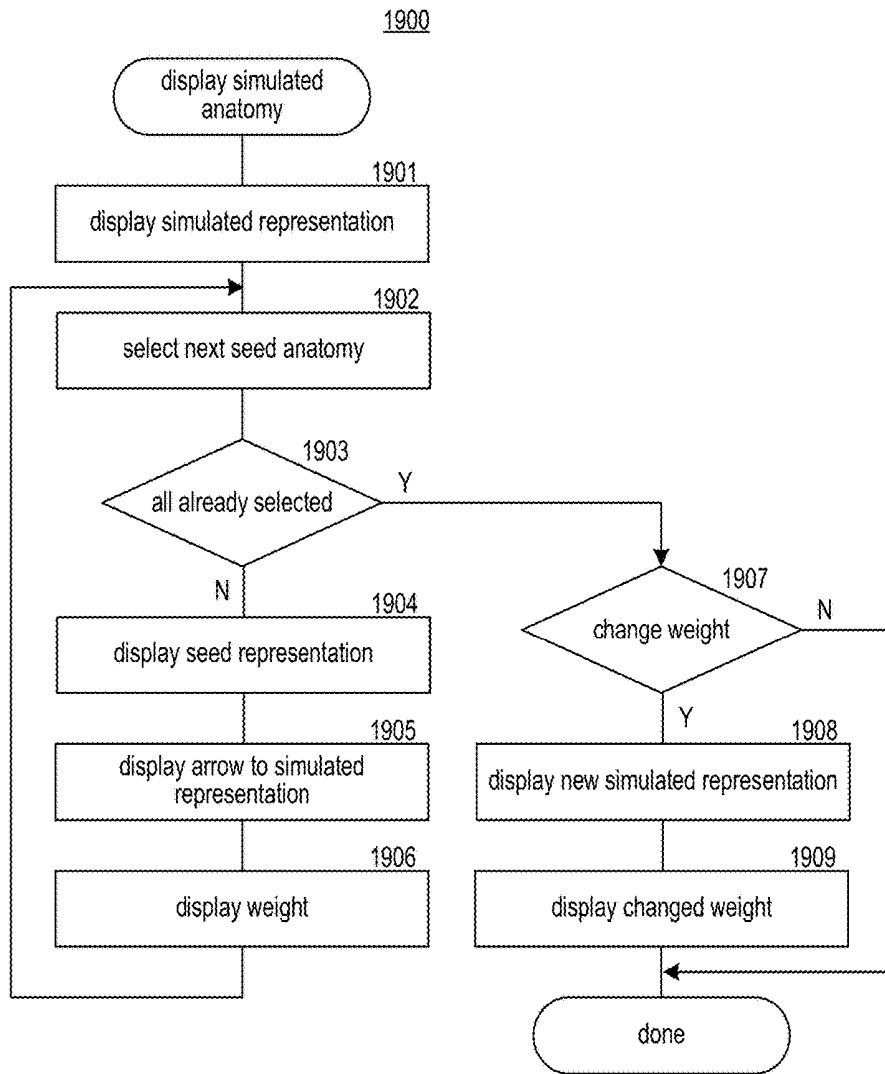 1900
display simulated
anatomy
1901
display simulated representation
1902
select next seed anatomy
1903
all already selected
Y
N
1904
display seed representation
1905
display arrow to simulated
representation
1906
display weight
1907
change weight
N
Y
1908
display new simulated representation
1909
display changed weight
done